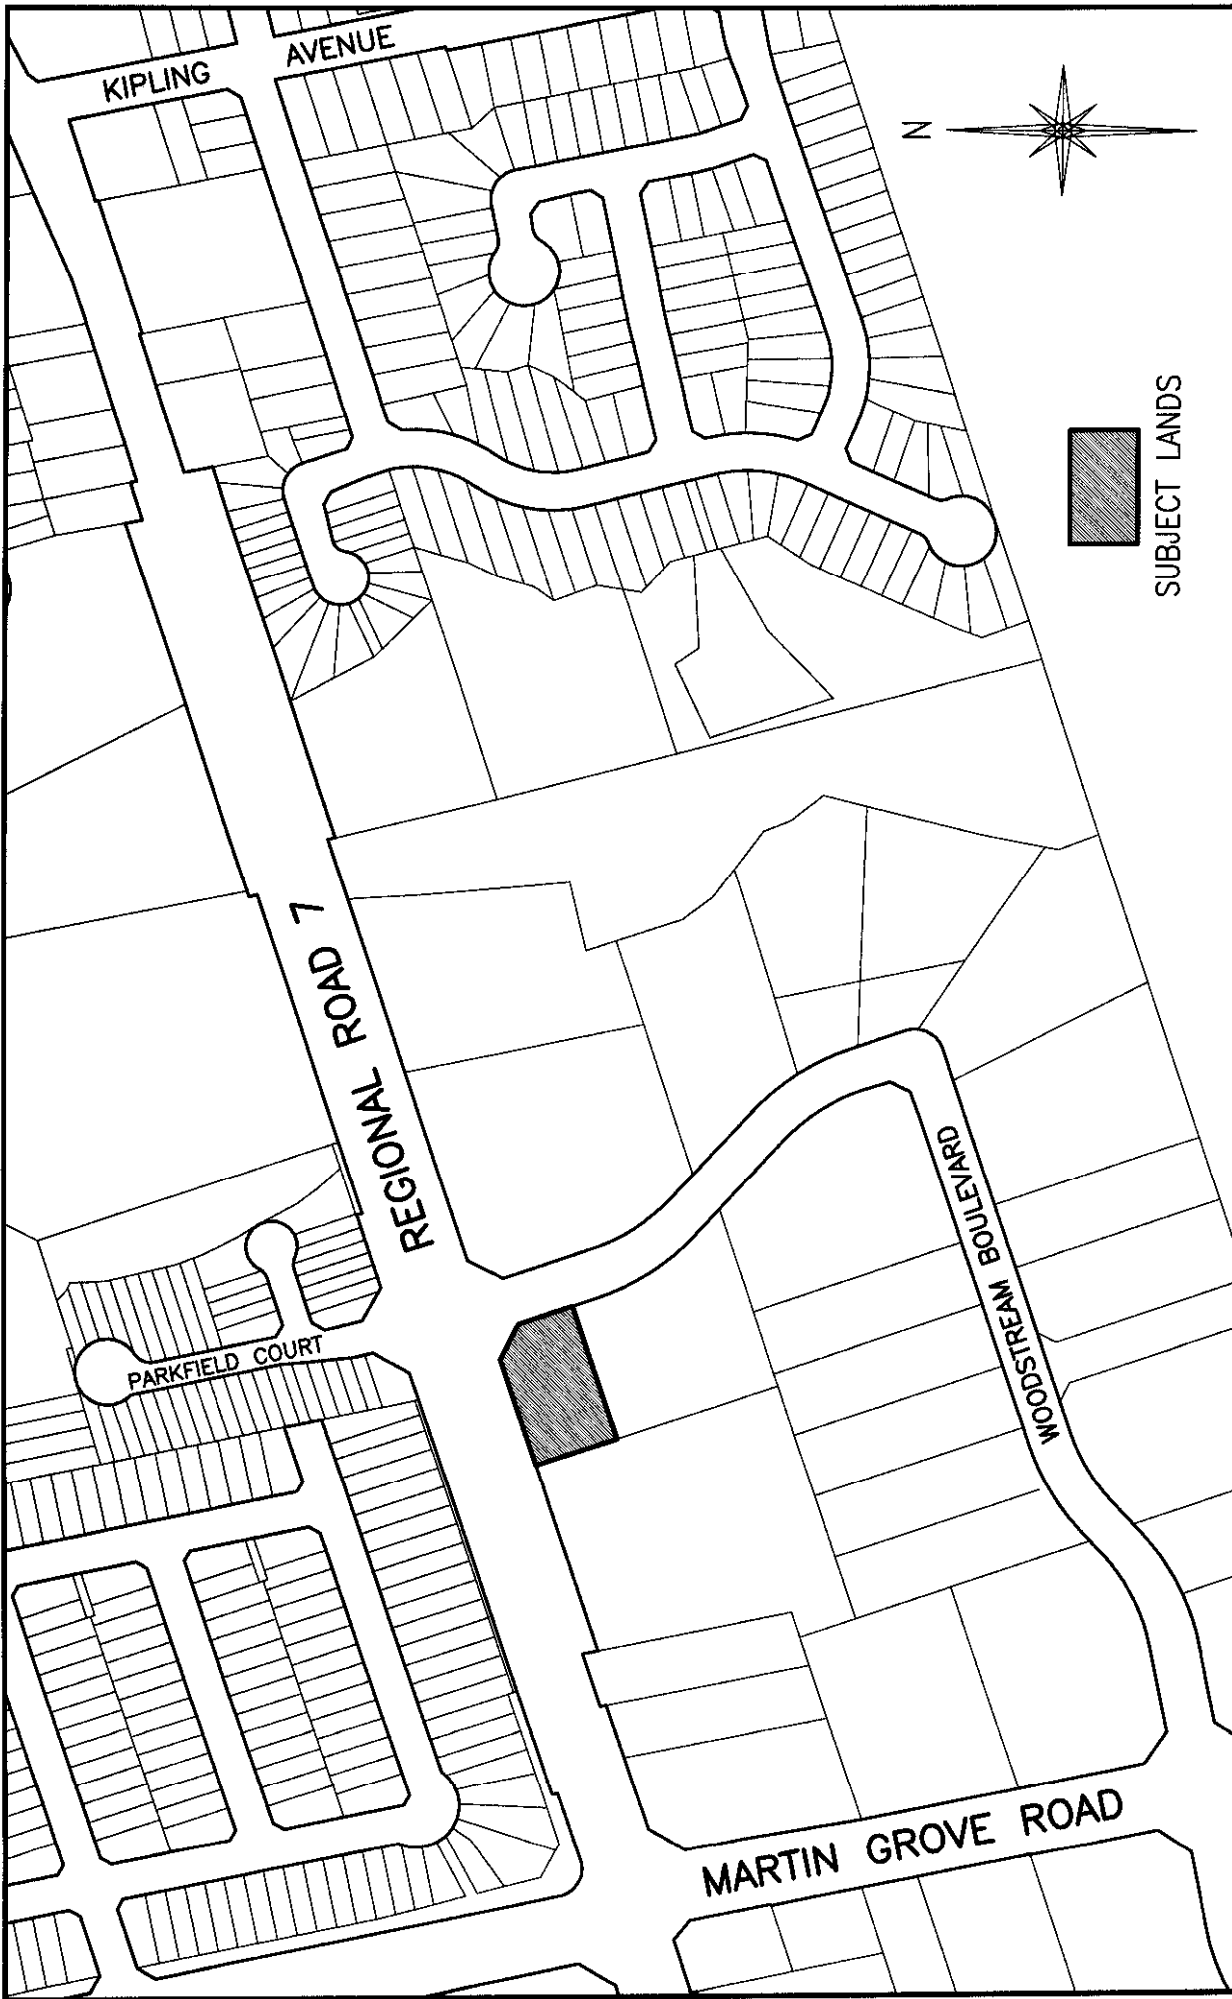 KIPLING AVENUE
N
SUBJECT LANDS
REGIONAL ROAD 7
PARKFIELD COURT
WOODSTREAM BOULEVARD
MARTIN GROVE ROAD